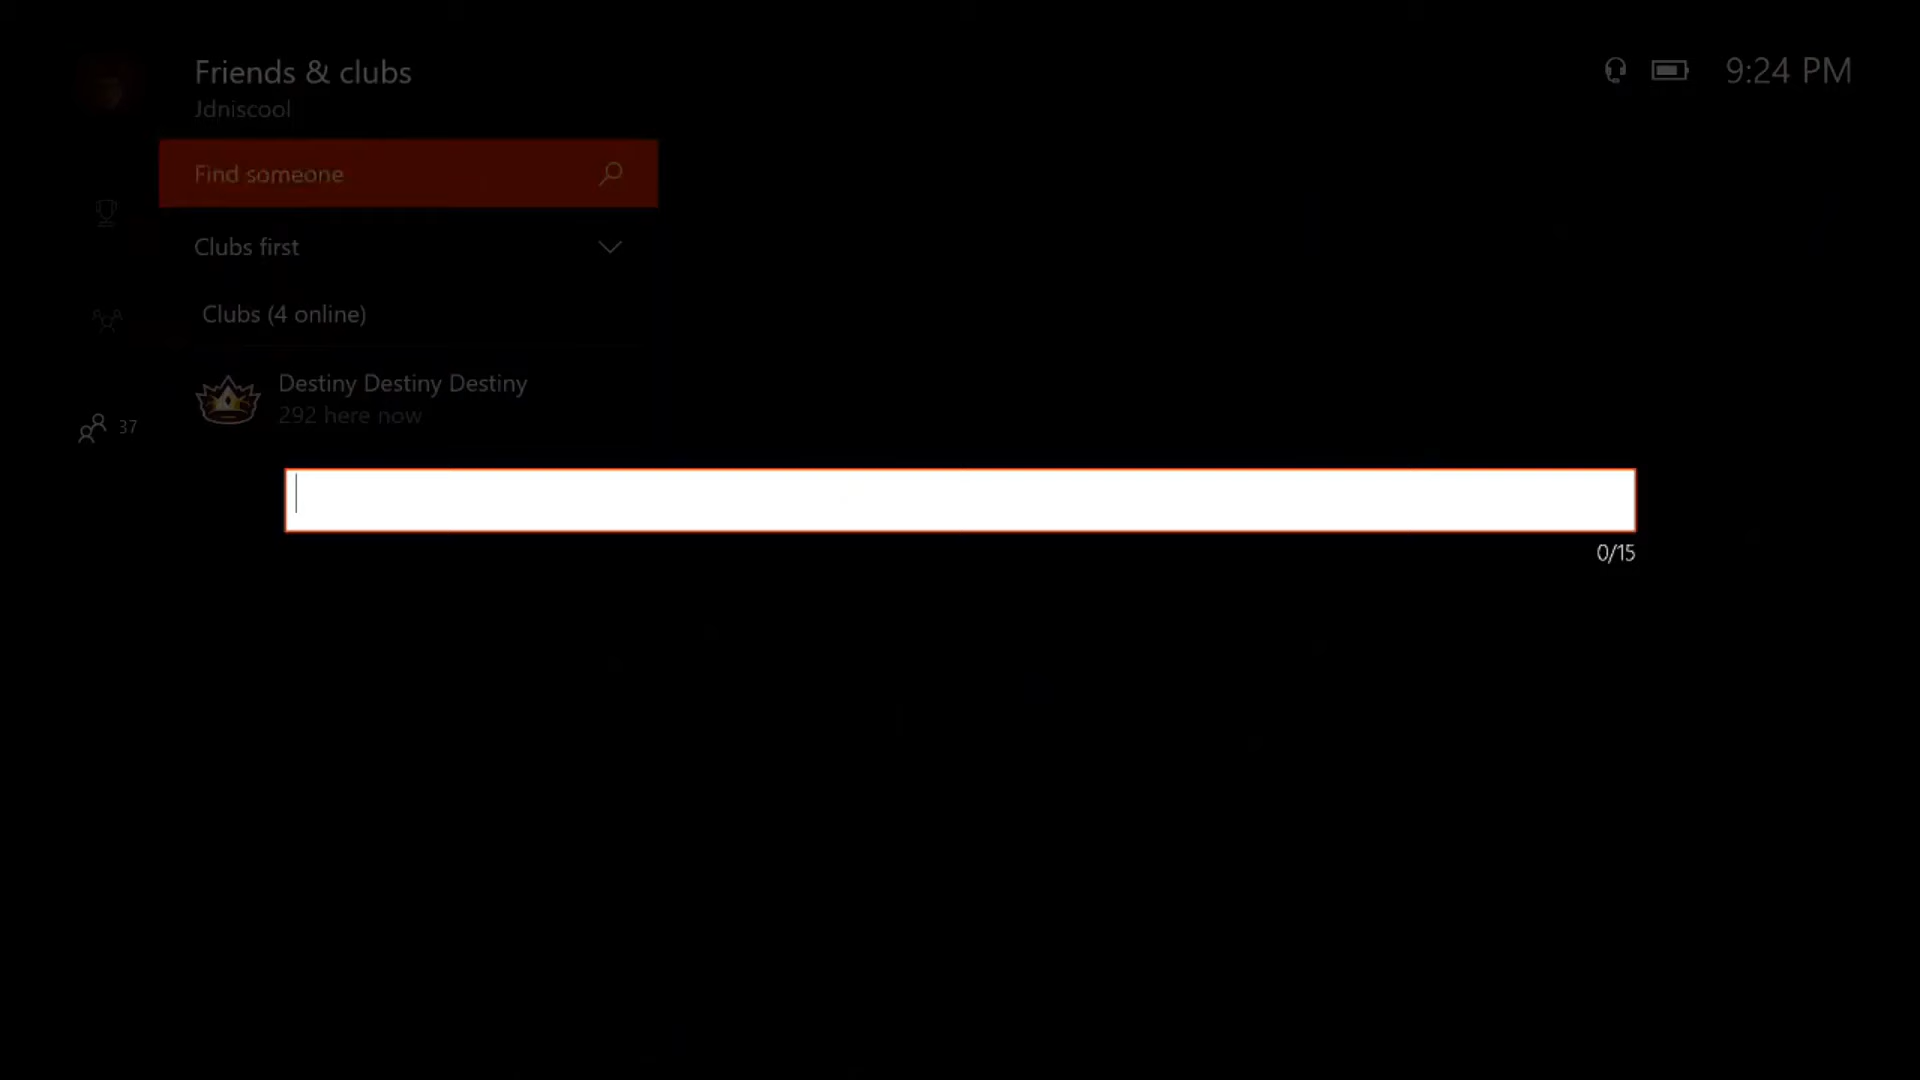 Friends & clubs
Jdniscool
9:24 PM
Find someone
Clubs first
Clubs (4 online)
Destiny Destiny Destiny
292 here now
37
0/15